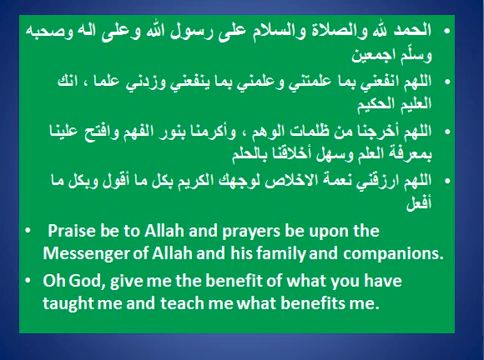 • الحمد لله والصلاة والسلام على رسول الله وعلى اله وصحبه
وسلّم اجمعين
• اللهم انفعني بما علمتني وعلمني بما ينفعني وزدني علما ، انك
العليم الحكيم
• اللهم أخرجنا من ظلمات الوهم ، وأكرمنا بنور الفهم وافتح علينا
بمعرفة العلم وسهل أخلاقنا بالحلم
• اللهم ارزقني نعمة الاخلاص لوجهك الكريم بكل ما أقول وبكل ما
أفعل
• Praise be to Allah and prayers be upon the
Messenger of Allah and his family and companions.
• Oh God, give me the benefit of what you have
taught me and teach me what benefits me.